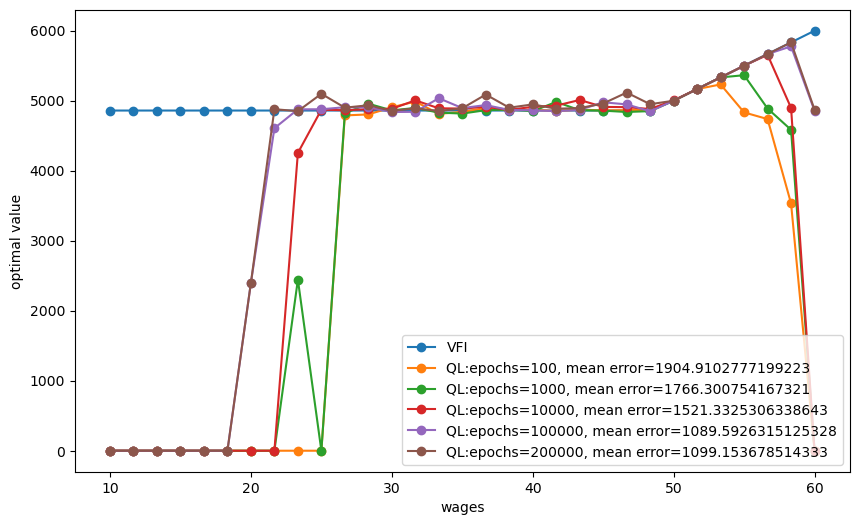 6000
5000
4000
3000
2000
1000
0
optimal value
10
20
30
40
50
60
wages
VFI
QL:epochs=100, mean error=1904.9102777199223
QL:epochs=1000, mean error=1766.300754167321
QL:epochs=10000, mean error=1521.3325306338643
QL:epochs=100000, mean error=1089.5926315125328
QL:epochs=200000, mean error=1099.153678514333